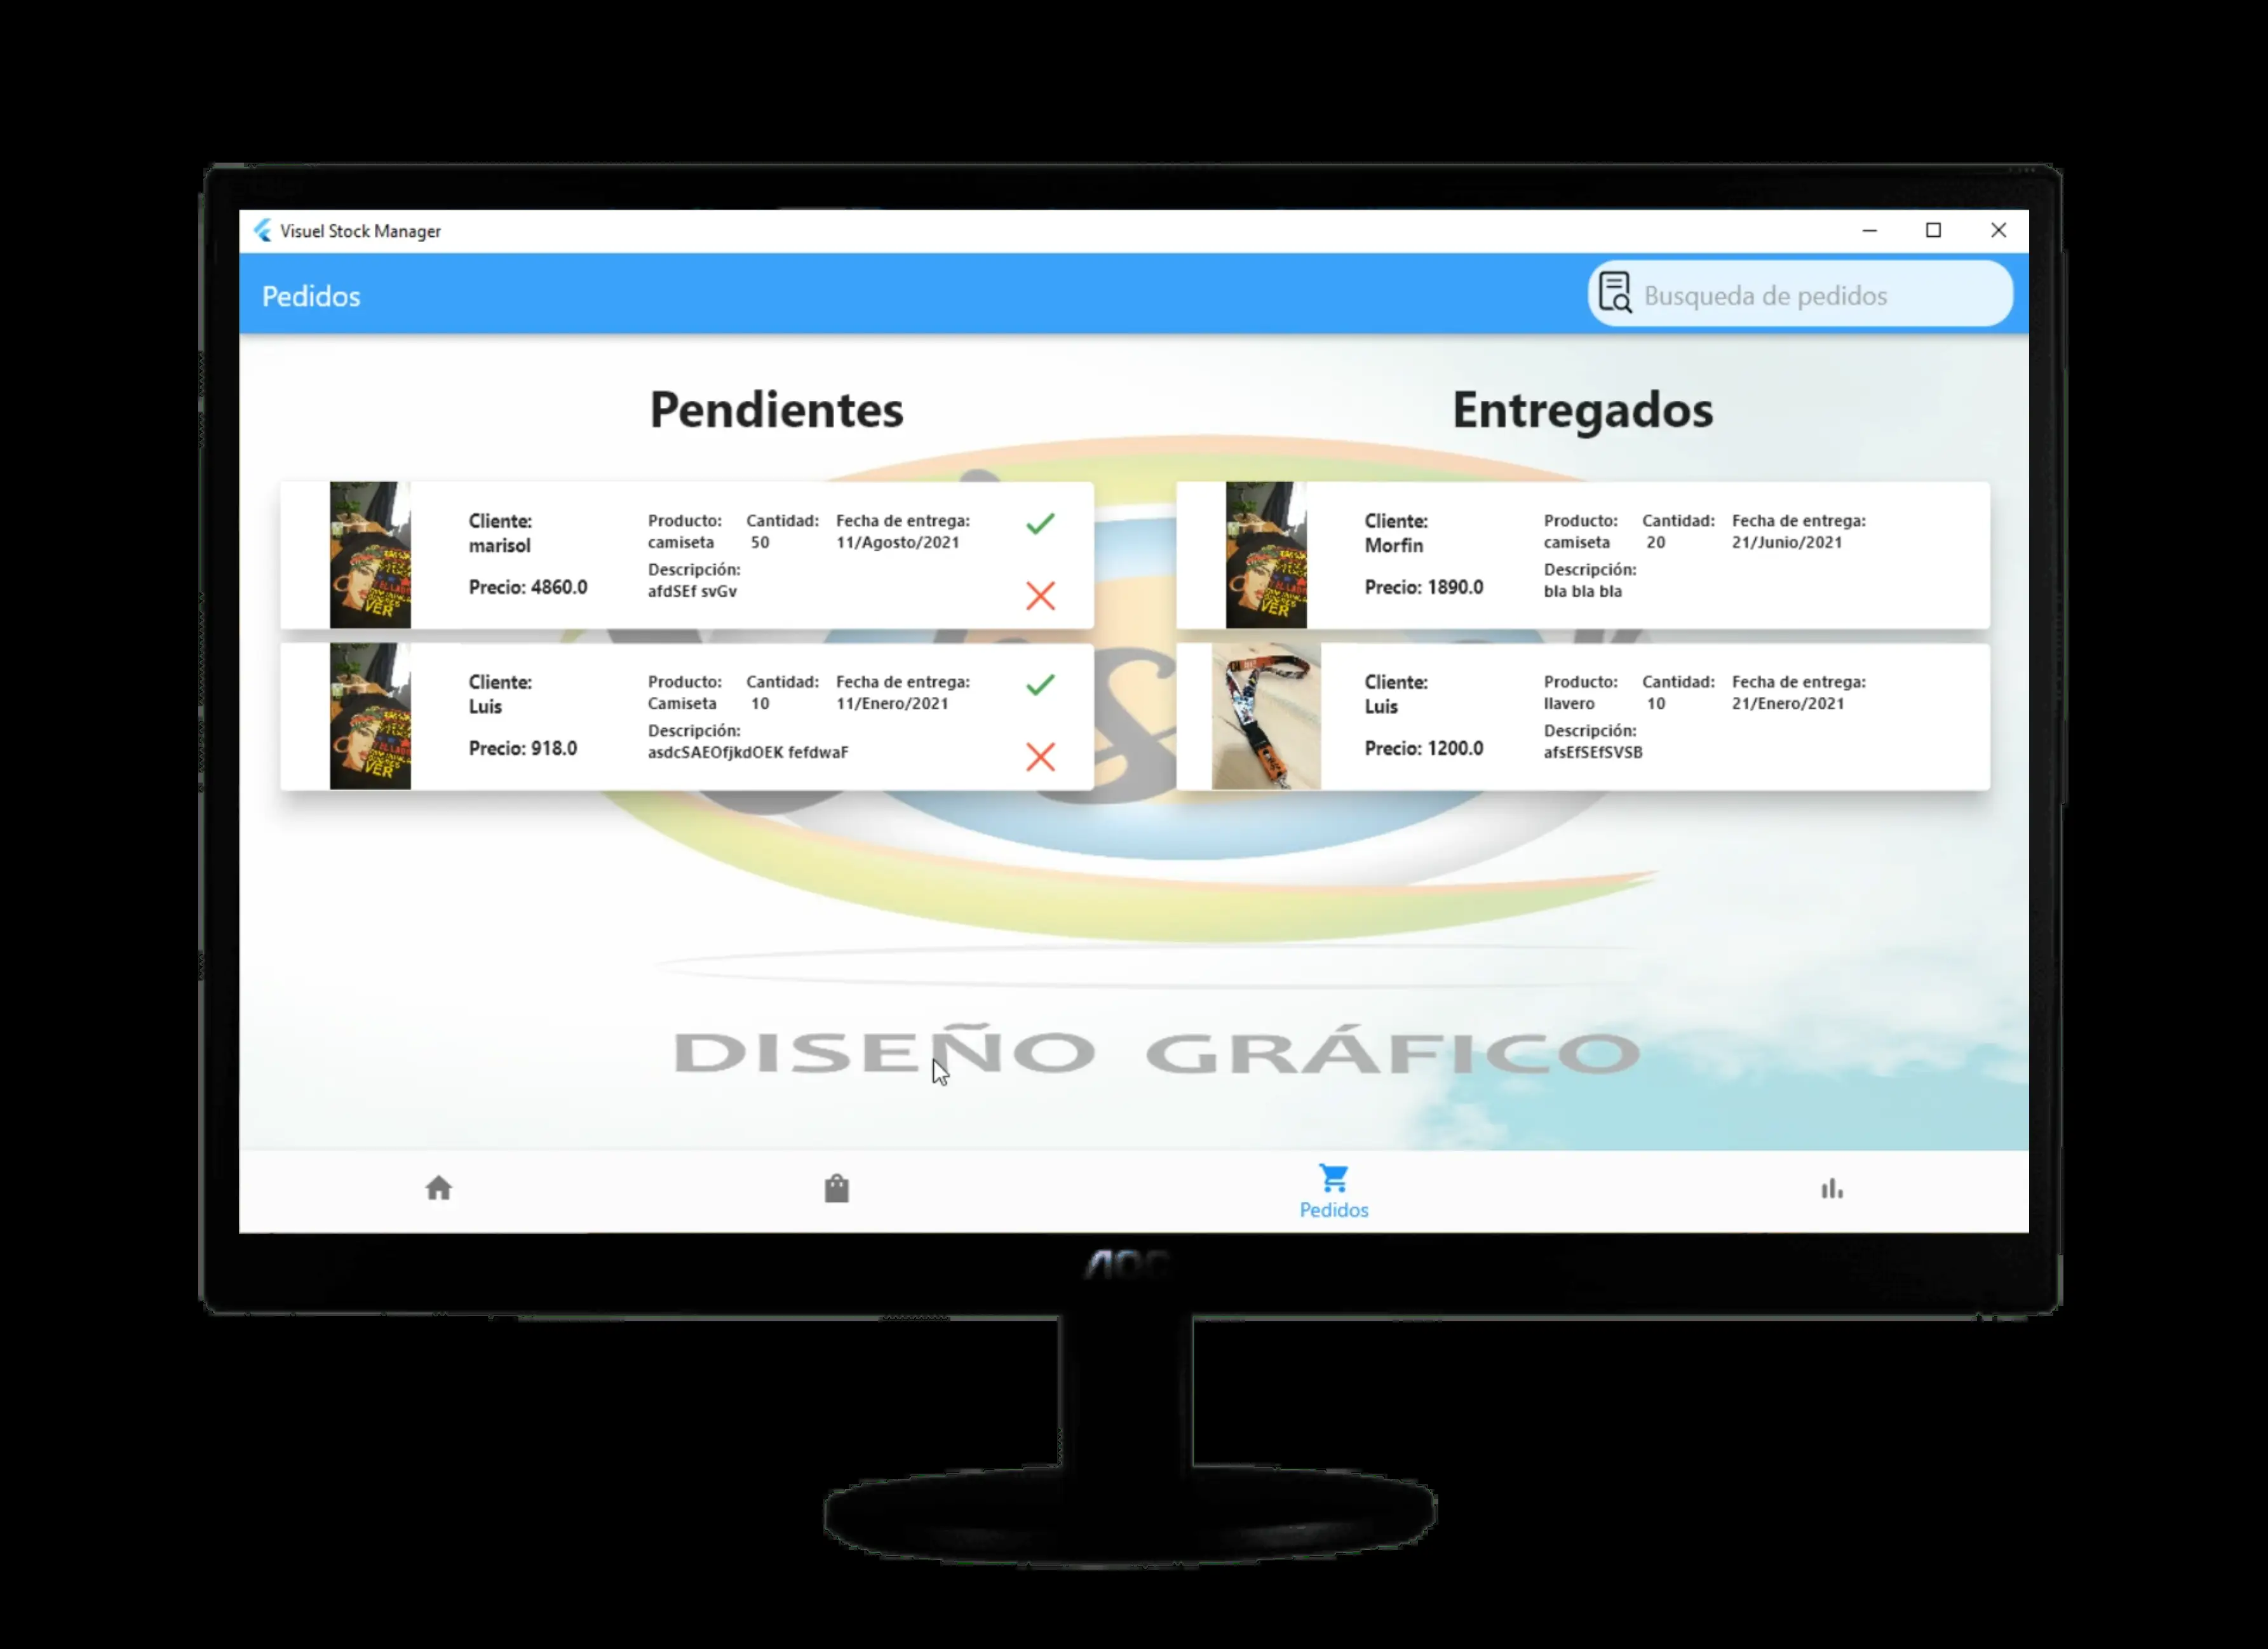 Visuel Stock Manager
Pedidos
Busqueda de pedidos
Pendientes
Entregados
Cliente:
marisol
Precio: 4860.0
Producto: Cantidad: Fecha de entrega:
camiseta 50 11/Agosto/2021
Descripción:
afdSEf svGv
Cliente:
Luis
Precio: 918.0
Producto: Cantidad: Fecha de entrega:
Camiseta 10 11/Enero/2021
Descripción:
asdcSAEOfjkdOEK fefdwaF
Cliente:
Morfin
Precio: 1890.0
Producto: Cantidad: Fecha de entrega:
camiseta 20 21/Junio/2021
Descripción:
bla bla bla
Cliente:
Luis
Precio: 1200.0
Producto: Cantidad: Fecha de entrega:
llavero 10 21/Enero/2021
Descripción:
afsEfSEfSVSB
&
DISEÑO GRÁFICO
Pedidos
AOC